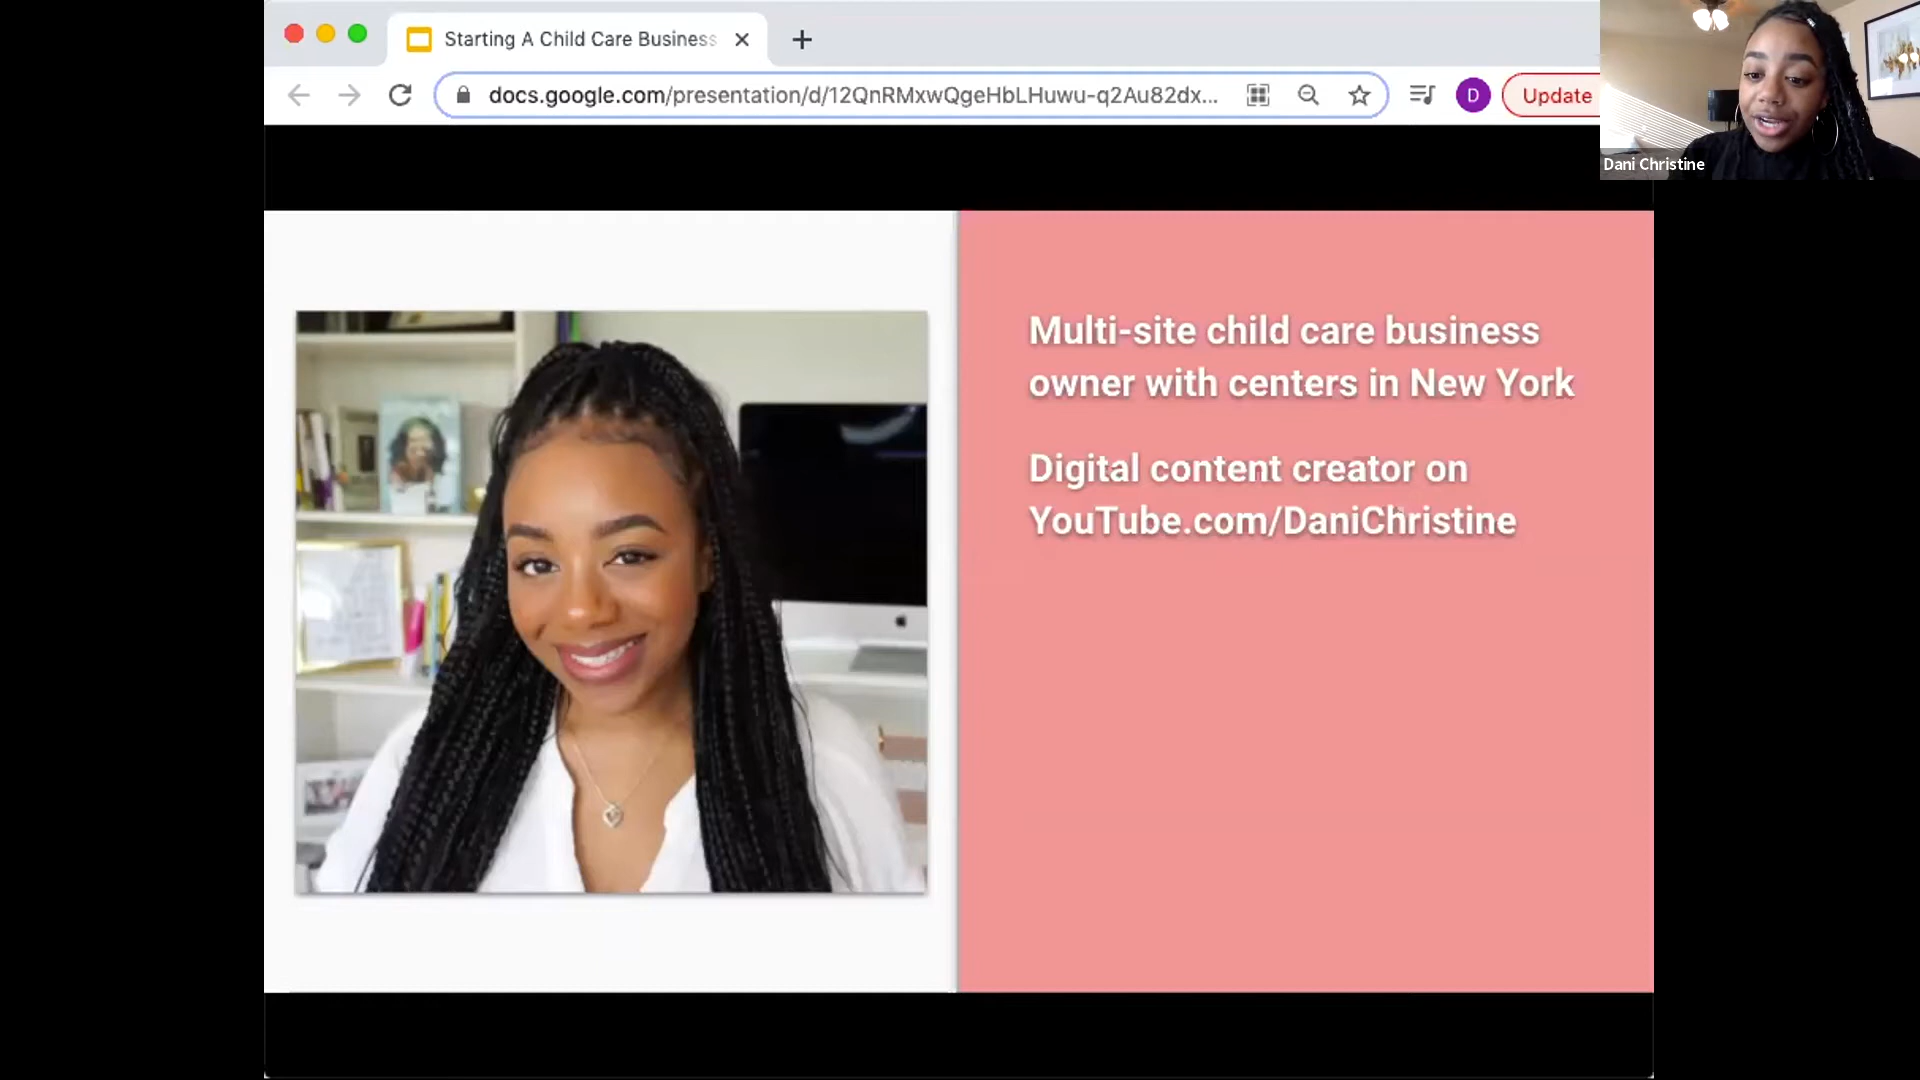 Starting A Child Care Business
docs.google.com/presentation/d/12QnRMxwQgeHbLHuwu-q2Au82dx...
D
Update
Dani Christine
Multi-site child care business
owner with centers in New York
Digital content creator on
YouTube.com/DaniChristine